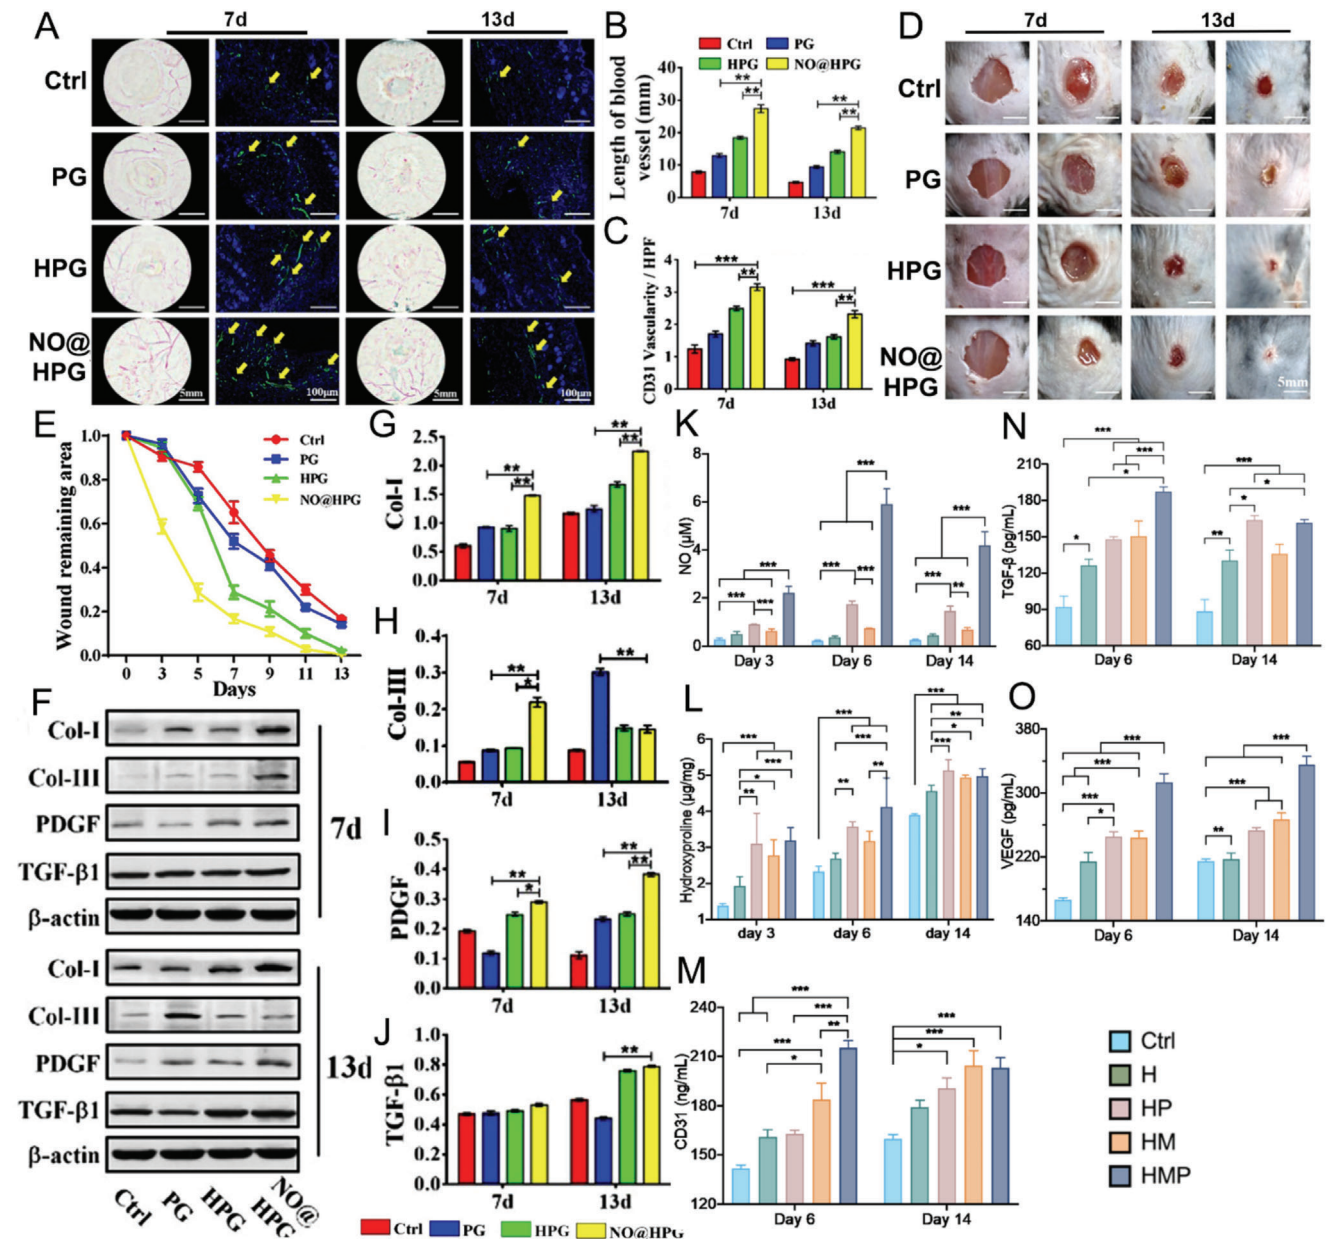 A
7d
13d
Ctrl
PG
HPG
NO@
HPG
5mm
100μm
5mm
100μm
B
Ctrl
PG
HPG
NO@HPG
Length of blood
vessel (mm)
40
30
20
10
0
**
**
**
**
7d
13d
C
CD31 Vascularity / HPF
4
3
2
1
0
***
**
***
**
7d
13d
D
7d
13d
Ctrl
PG
HPG
NO@
HPG
5mm
E
Wound remaining area
1.0
0.8
0.6
0.4
0.2
0.0
Ctrl
PG
HPG
NO@HPG
0 3 5 7 9 11 13
Days
F
Col-I
Col-III
PDGF
TGF-β1
β-actin
7d
Col-I
Col-III
PDGF
TGF-β1
β-actin
13d
Ctrl
PG
HPG
NO@
HPG
G
Col-I
2.5
2.0
1.5
1.0
0.5
0.0
**
**
**
**
7d
13d
H
Col-III
0.4
0.3
0.2
0.1
0.0
**
*
**
7d
13d
I
PDGF
0.5
0.4
0.3
0.2
0.1
0.0
**
*
**
**
7d
13d
J
TGF-β1
1.0
0.8
0.6
0.4
0.2
0.0
**
7d
13d
Ctrl
PG
HPG
NO@HPG
K
NO (μM)
8
6
4
2
0
***
***
***
***
***
***
***
***
**
Day 3
Day 6
Day 14
L
Hydroxyproline (μg/mg)
6
5
4
3
2
1
***
***
*
**
***
***
**
**
***
**
*
***
day 3
day 6
day 14
M
CD31 (ng/mL)
240
210
180
150
120
***
***
**
***
*
***
***
*
Day 6
Day 14
N
TGF-β (pg/mL)
210
180
150
120
90
60
***
***
*
*
***
*
*
**
Day 6
Day 14
O
VEGF (pg/mL)
380
300
220
140
***
***
***
*
***
***
**
Day 6
Day 14
Ctrl
H
HP
HM
HMP